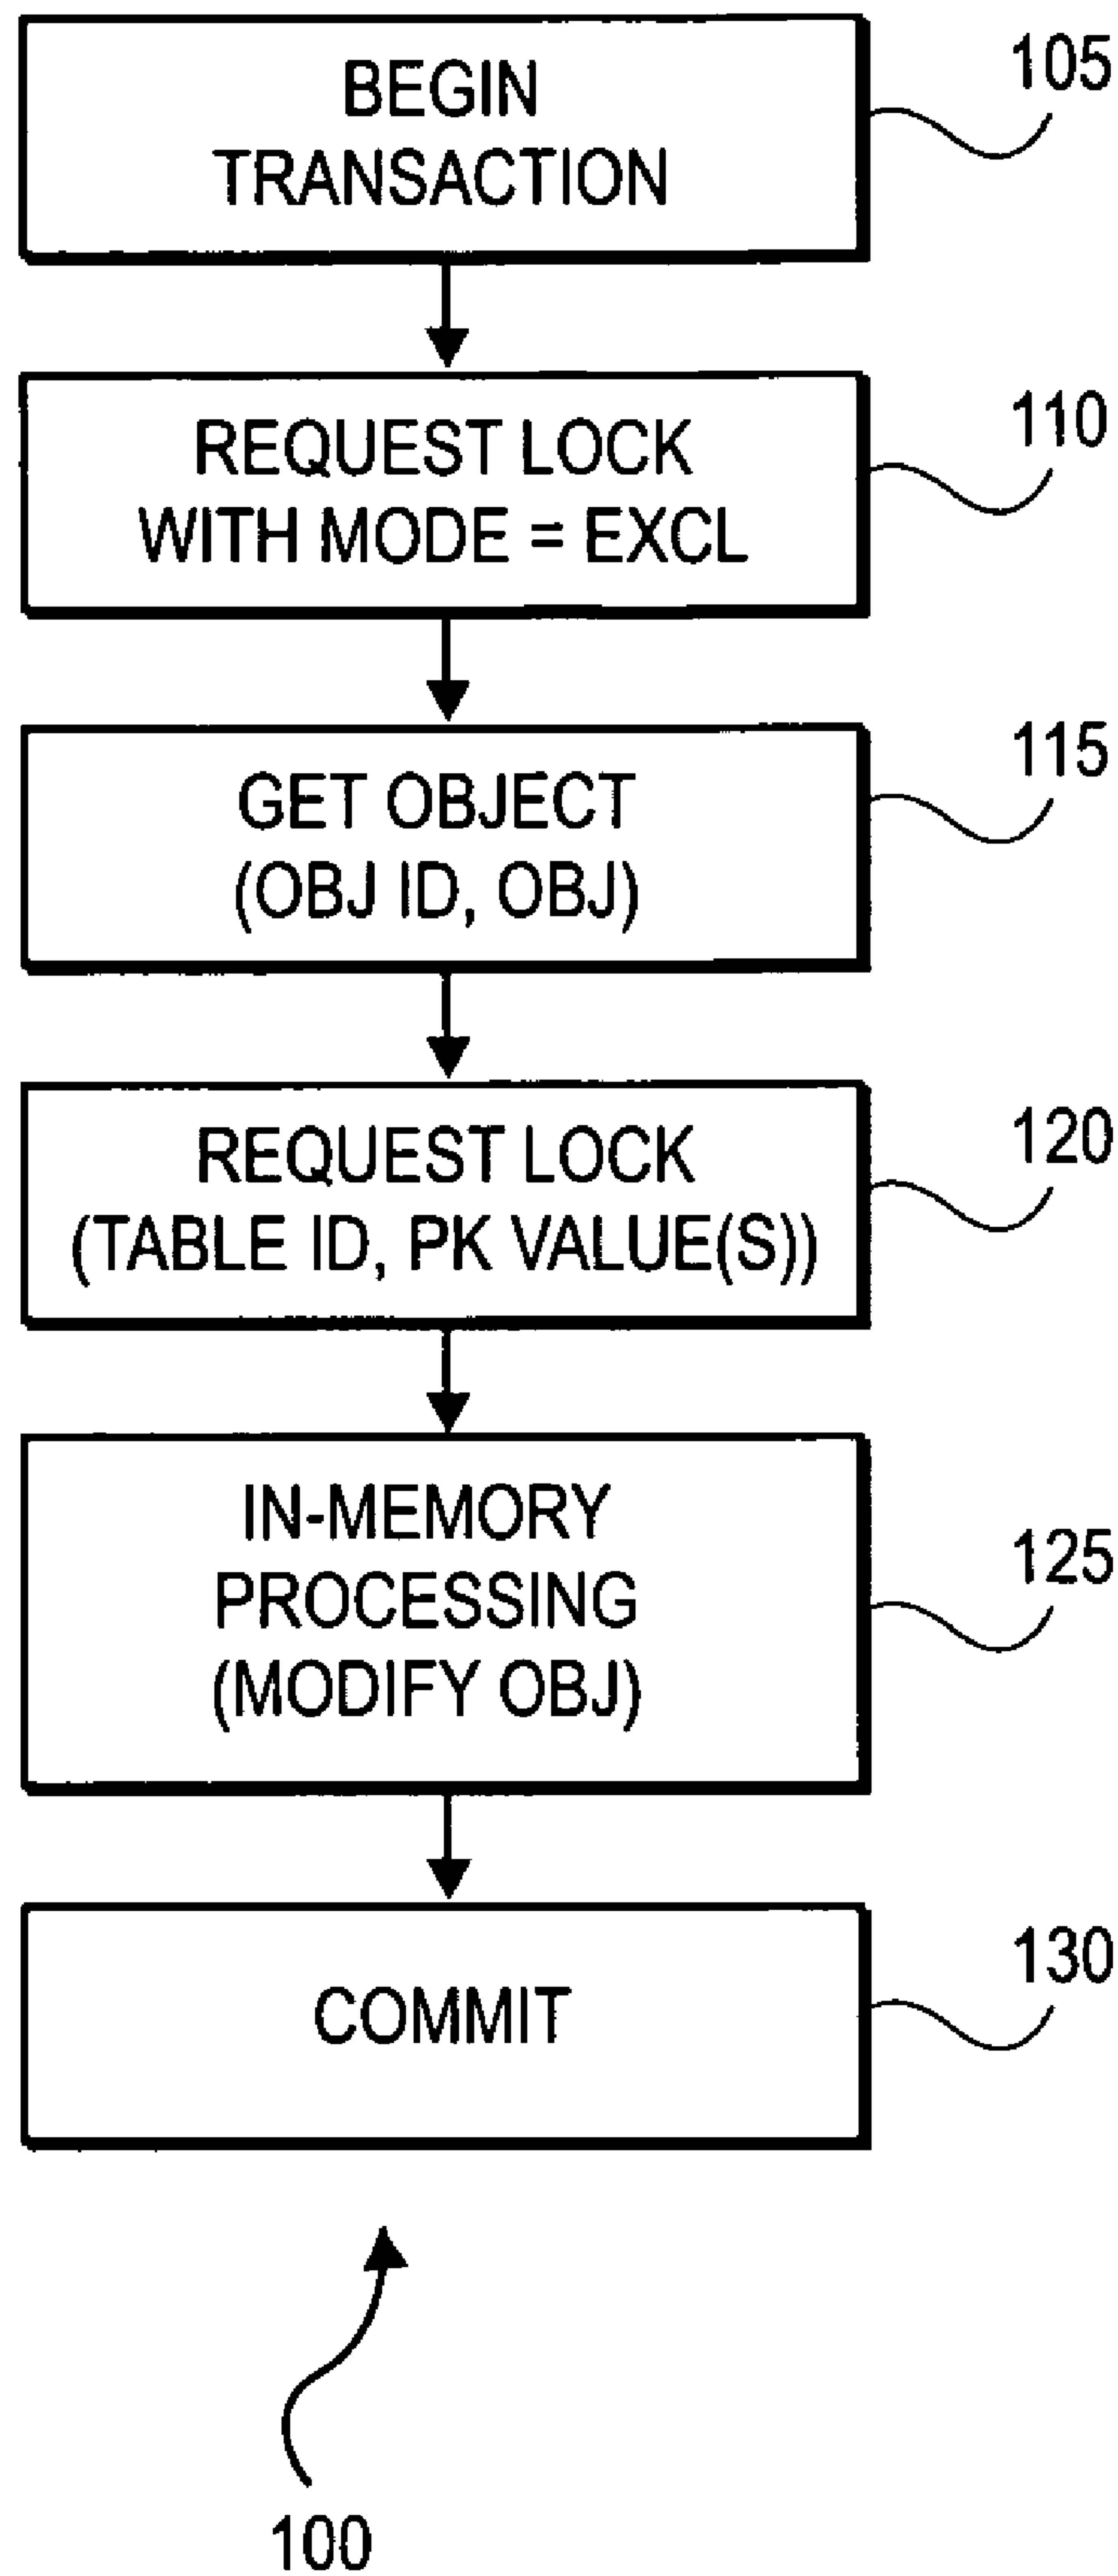 BEGIN
TRANSACTION
105
REQUEST LOCK
WITH MODE = EXCL
110
GET OBJECT
(OBJ ID, OBJ)
115
REQUEST LOCK
(TABLE ID, PK VALUE(S))
120
IN-MEMORY
PROCESSING
(MODIFY OBJ)
125
COMMIT
130
100